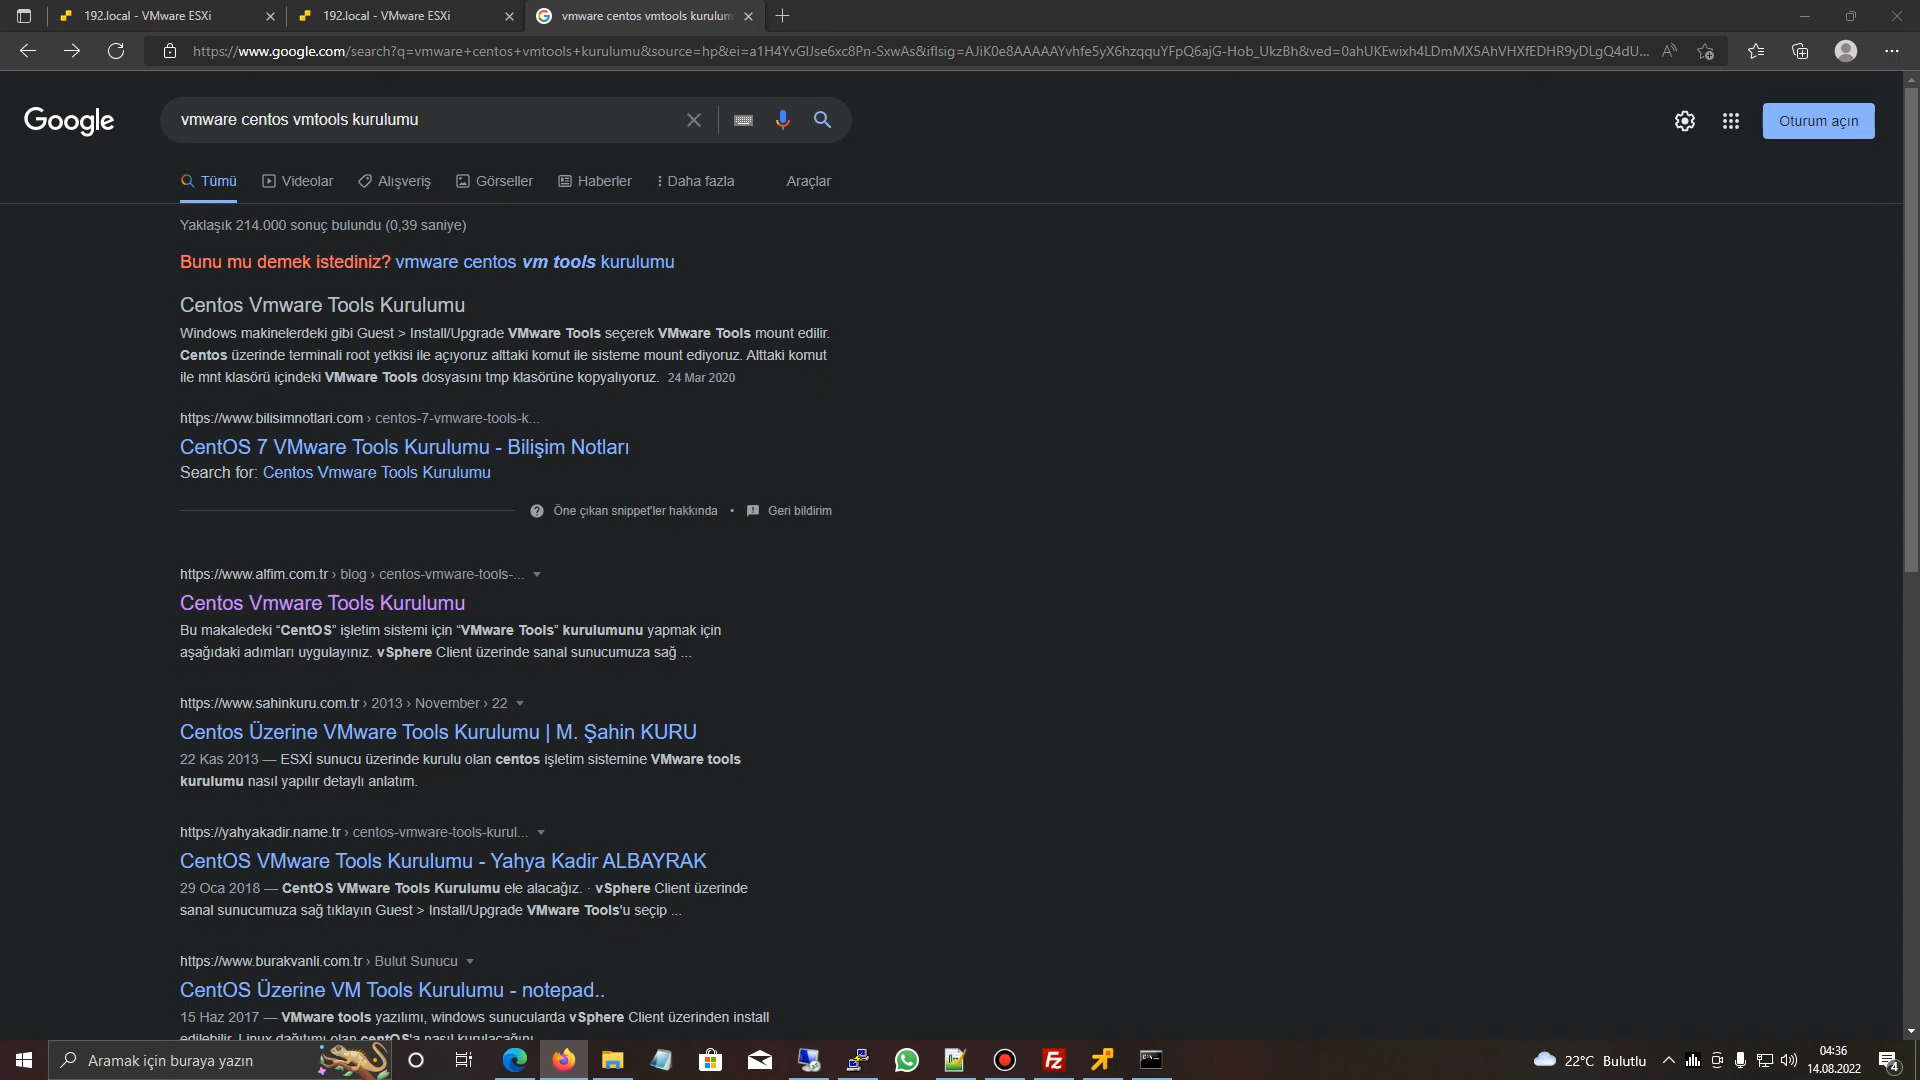 192.local - VMware ESXi
192.local - VMware ESXi
vmware centos vmtools kurulum
https://www.google.com/search?q=vmware+centos+vmtools+kurulumu&source=hp&ei=a1H4YvGlJse6xc8Pn-SxwAs&iflsig=AJiK0e8AAAAAYvhfe5yX6hzqquYFpQ6ajG-Hob_UkzBh&ved=0ahUKEwixh4LDmMX5AhVHXfEDHR9yDLgQ4dU...
Google
vmware centos vmtools kurulumu
Oturum açın
Tümü
Videolar
Alışveriş
Görseller
Haberler
Daha fazla
Araçlar
Yaklaşık 214.000 sonuç bulundu (0,39 saniye)
Bunu mu demek istediniz? vmware centos vm tools kurulumu
Centos Vmware Tools Kurulumu
Windows makinelerdeki gibi Guest > Install/Upgrade VMware Tools seçerek VMware Tools mount edilir.
Centos üzerinde terminali root yetkisi ile açıyoruz alttaki komut ile sisteme mount ediyoruz. Alttaki komut
ile mnt klasörü içindeki VMware Tools dosyasını tmp klasörüne kopyalıyoruz. 24 Mar 2020
https://www.bilisimnotlari.com › centos-7-vmware-tools-k...
CentOS 7 VMware Tools Kurulumu - Bilişim Notları
Search for: Centos Vmware Tools Kurulumu
Öne çıkan snippet'ler hakkında • Geri bildirim
https://www.alfim.com.tr › blog › centos-vmware-tools-...
Centos Vmware Tools Kurulumu
Bu makaledeki “CentOS” işletim sistemi için “VMware Tools” kurulumunu yapmak için
aşağıdaki adımları uygulayınız. vSphere Client üzerinde sanal sunucumuza sağ ...
https://www.sahinkuru.com.tr › 2013 › November › 22
Centos Üzerine VMware Tools Kurulumu | M. Şahin KURU
22 Kas 2013 — ESXİ sunucu üzerinde kurulu olan centos işletim sistemine VMware tools
kurulumu nasıl yapılır detaylı anlatım.
https://yahyakadir.name.tr › centos-vmware-tools-kurul...
CentOS VMware Tools Kurulumu - Yahya Kadir ALBAYRAK
29 Oca 2018 — CentOS VMware Tools Kurulumu ele alacağız. · vSphere Client üzerinde
sanal sunucumuza sağ tıklayın Guest > Install/Upgrade VMware Tools'u seçip ...
https://www.burakvanli.com.tr › Bulut Sunucu
CentOS Üzerine VM Tools Kurulumu - notepad..
15 Haz 2017 — VMware tools yazılımı, windows sunucularda vSphere Client üzerinden install
edilebilir. Linux dağıtımı olan centOS'a nasıl kurulacağını
Aramak için buraya yazın
22°C Bulutlu
04:36
14.08.2022
4